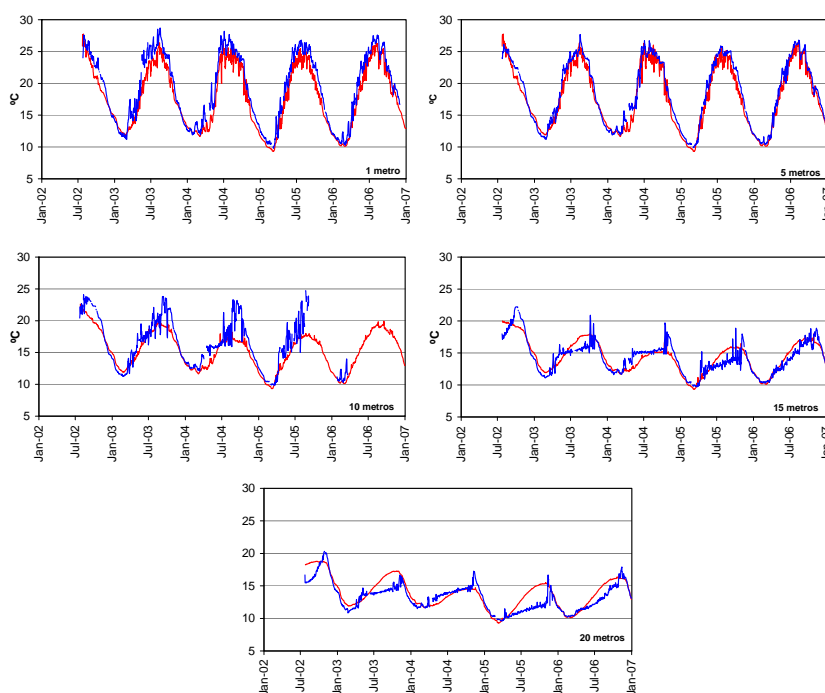 30
25
20
15
10
5
ºC
1 metro
Jan-02
Jul-02
Jan-03
Jul-03
Jan-04
Jul-04
Jan-05
Jul-05
Jan-06
Jul-06
Jan-07
30
25
20
15
10
5
ºC
5 metros
Jan-02
Jul-02
Jan-03
Jul-03
Jan-04
Jul-04
Jan-05
Jul-05
Jan-06
Jul-06
Jan-07
30
25
20
15
10
5
10 metros
Jan-02
Jul-02
Jan-03
Jul-03
Jan-04
Jul-04
Jan-05
Jul-05
Jan-06
Jul-06
Jan-07
30
25
20
15
10
5
ºC
15 metros
Jan-02
Jul-02
Jan-03
Jul-03
Jan-04
Jul-04
Jan-05
Jul-05
Jan-06
Jul-06
Jan-07
30
25
20
15
10
5
20 metros
Jan-02
Jul-02
Jan-03
Jul-03
Jan-04
Jul-04
Jan-05
Jul-05
Jan-06
Jul-06
Jan-07